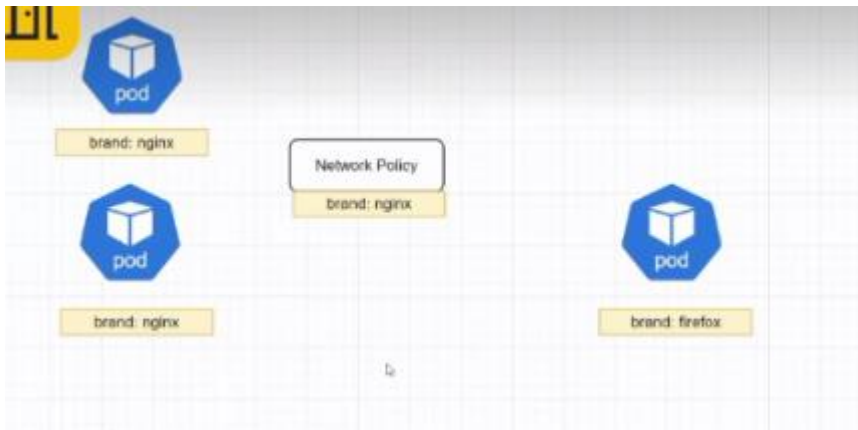 pod
brand: nginx
Network Policy
brand: nginx
pod
brand: nginx
pod
brand: firefox